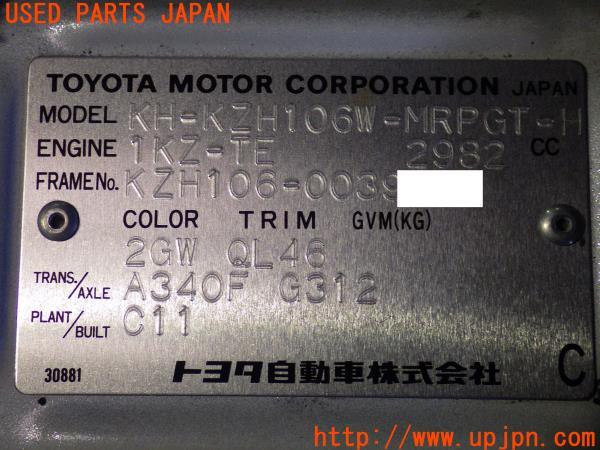 USED PARTS JAPAN
TOYOTA MOTOR CORPORATION JAPAN
MODEL KH-KZH106W-MRPGT-H
ENGINE 1KZ-TE 2982 CC
FRAME No. KZH106-0039
COLOR TRIM GVM(KG)
2GW QL46
TRANS./AXLE A340F G312
PLANT/BUILT C11
30881 トヨタ自動車株式会社 C
(C)UPJ
http://www.upjpn.com/